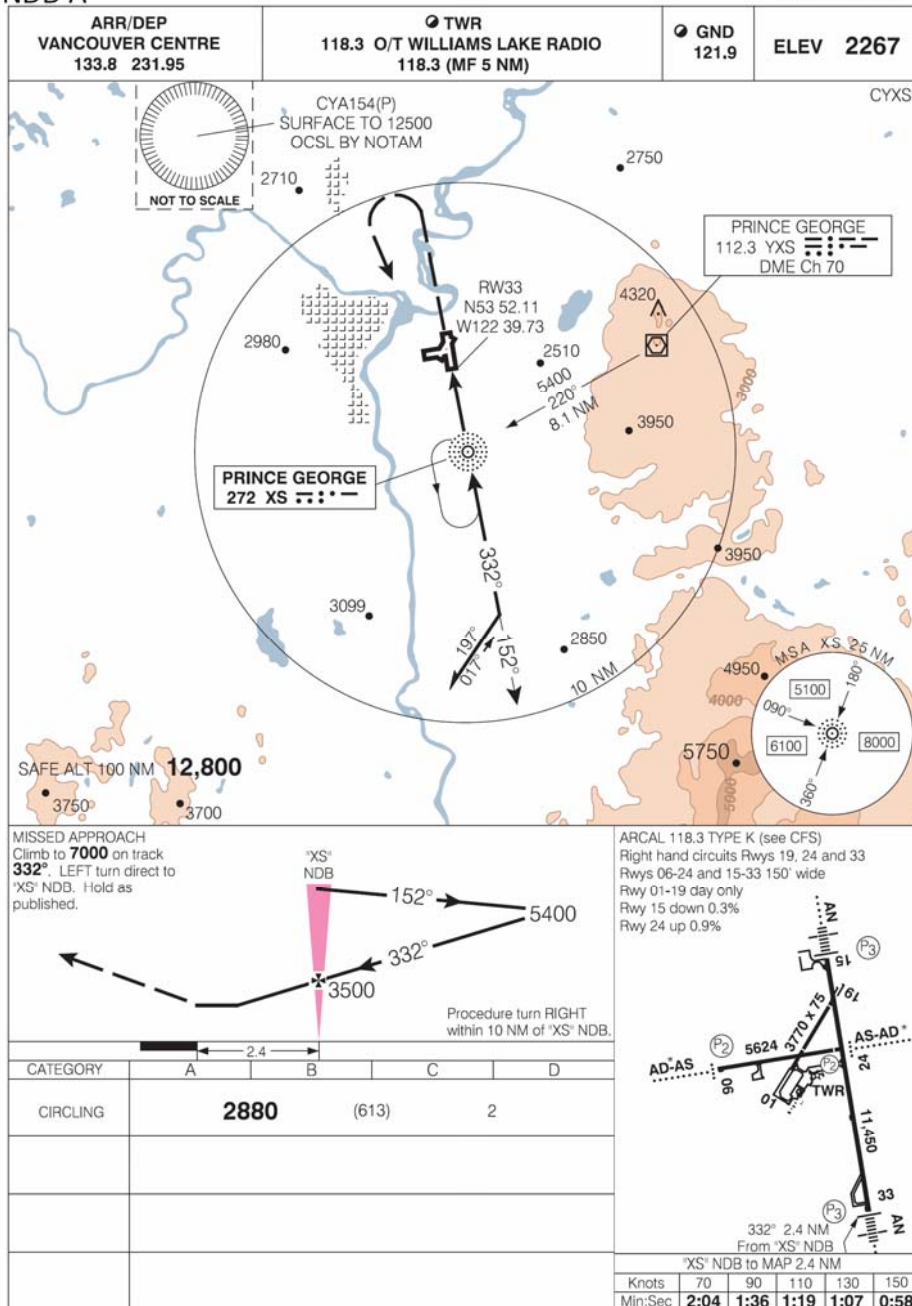 NDB A
ARR/DEP
VANCOUVER CENTRE
133.8 231.95
TWR
118.3 O/T WILLIAMS LAKE RADIO
118.3 (MF 5 NM)
GND
121.9
ELEV 2267
CYXS
CYA154(P)
SURFACE TO 12500
OCSL BY NOTAM
NOT TO SCALE
2710
2750
PRINCE GEORGE
112.3 YXS
DME Ch 70
RW33
N53 52.11
W122 39.73
4320
2980
2510
5400
220°
8.1 NM
3000
3950
PRINCE GEORGE
272 XS
332°
3950
3099
197°
017°
152°
2850
10 NM
4950
4000
MSA XS 25 NM
5100
180°
090°
6100
8000
360°
5750
5000
SAFE ALT 100 NM 12,800
3750
3700
MISSED APPROACH
Climb to 7000 on track
332°. LEFT turn direct to
"XS" NDB. Hold as
published.
"XS"
NDB
152°
5400
332°
3500
Procedure turn RIGHT
within 10 NM of "XS" NDB.
2.4
CATEGORY A B C D
CIRCLING 2880 (613) 2
ARCAL 118.3 TYPE K (see CFS)
Right hand circuits Rwys 19, 24 and 33
Rwys 06-24 and 15-33 150' wide
Rwy 01-19 day only
Rwy 15 down 0.3%
Rwy 24 up 0.9%
AN
P3
15
19
3770 x 75
AS-AD*
P2
5624
AD*-AS
24
06
P2
TWR
01
11,450
33
P3
AN
332° 2.4 NM
From "XS" NDB
"XS" NDB to MAP 2.4 NM
Knots 70 90 110 130 150
Min:Sec 2:04 1:36 1:19 1:07 0:58